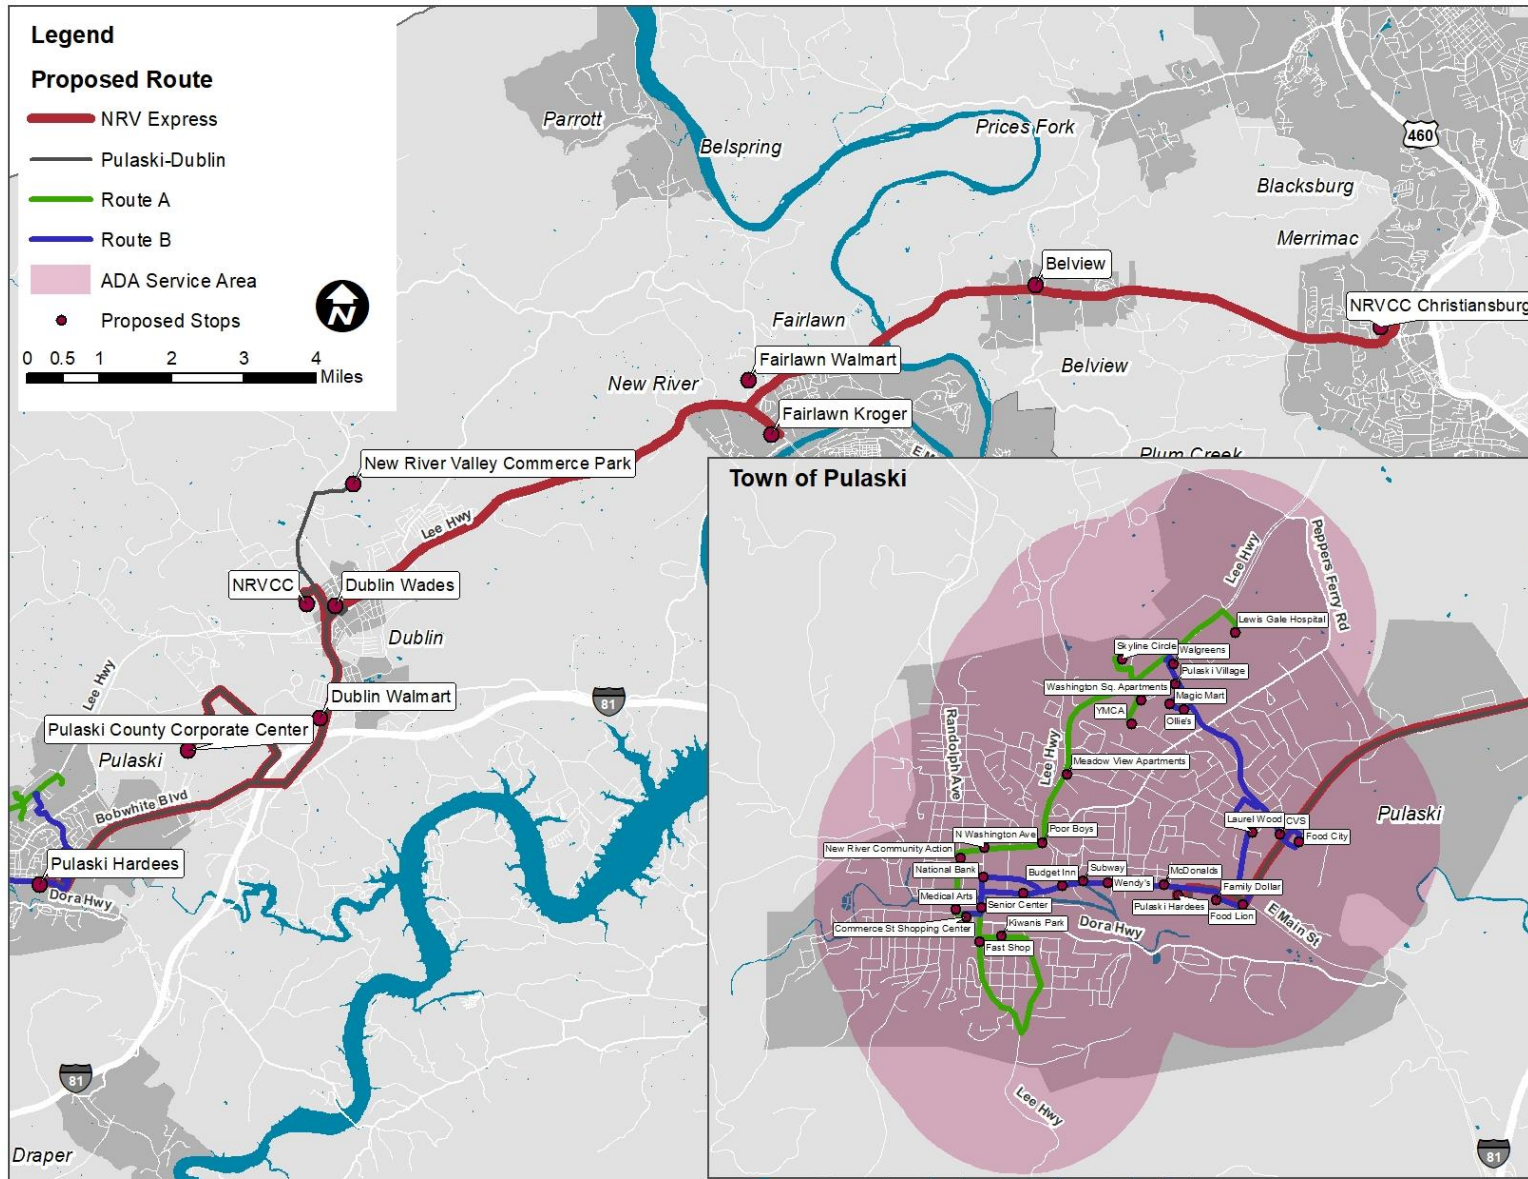 Legend
Proposed Route
NRV Express
Pulaski-Dublin
Route A
Route B
ADA Service Area
Proposed Stops
N
0 0.5 1 2 3 4
Miles
Parrott
Belspring
Prices Fork
460
Blacksburg
Merrimac
Belview
NRVCC Christiansburg
Fairlawn
Fairlawn Walmart
Belview
New River
Fairlawn Kroger
Plum Creek
New River Valley Commerce Park
Lee Hwy
NRVCC
Dublin Wades
Dublin
Lee Hwy
Dublin Walmart
81
Pulaski County Corporate Center
Pulaski
Bobwhite Blvd
Pulaski Hardees
Dora Hwy
81
Draper
Town of Pulaski
Lee Hwy
Peppers Ferry Rd
Lewis Gale Hospital
Skyline Circle
Walgreens
Pulaski Village
Washington Sq. Apartments
Magic Mart
YMCA
Ollie's
Randolph Ave
Lee Hwy
Meadow View Apartments
Pulaski
Laurel Wood
CVS
Food City
N Washington Ave
Poor Boys
New River Community Action
National Bank
Budget Inn
Subway
Wendy's
McDonalds
Family Dollar
Medical Arts
Senior Center
Pulaski Hardees
Food Lion
E Main St
Commerce St Shopping Center
Kiwanis Park
Dora Hwy
Fast Shop
Lee Hwy
81